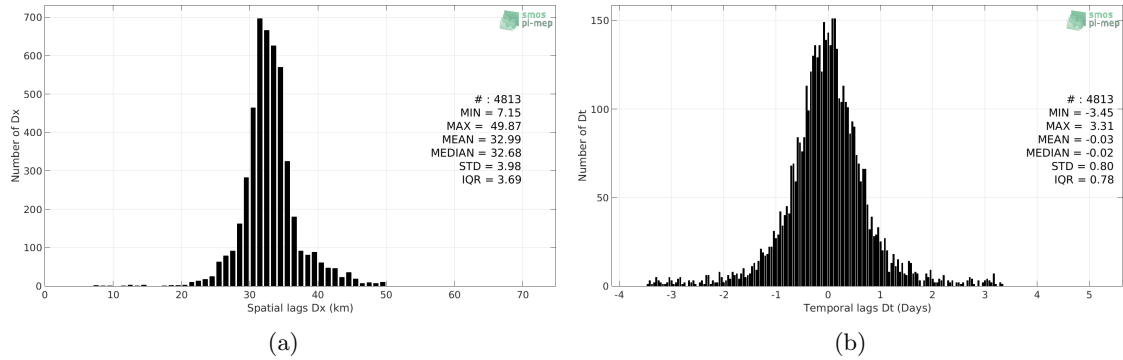 700
600
500
400
300
200
100
0
Number of Dx
0 10 20 30 40 50 60 70
Spatial lags Dx (km)
smos
pi-mep
# : 4813
MIN = 7.15
MAX = 49.87
MEAN = 32.99
MEDIAN = 32.68
STD = 3.98
IQR = 3.69
(a)
150
100
50
0
Number of Dt
-4 -3 -2 -1 0 1 2 3 4 5
Temporal lags Dt (Days)
smos
pi-mep
# : 4813
MIN = -3.45
MAX = 3.31
MEAN = -0.03
MEDIAN = -0.02
STD = 0.80
IQR = 0.78
(b)